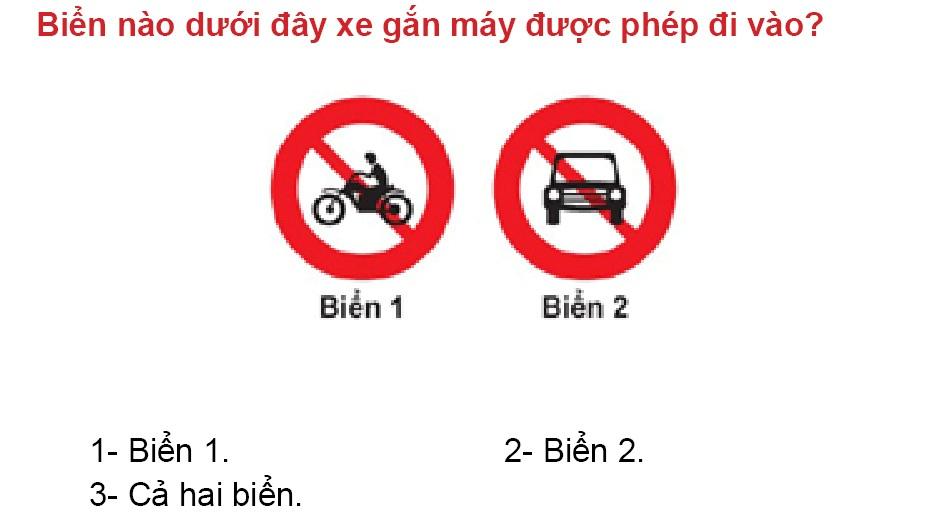 Biển nào dưới đây xe gắn máy được phép đi vào?
Biển 1 Biển 2
1- Biển 1. 2- Biển 2.
3- Cả hai biển.